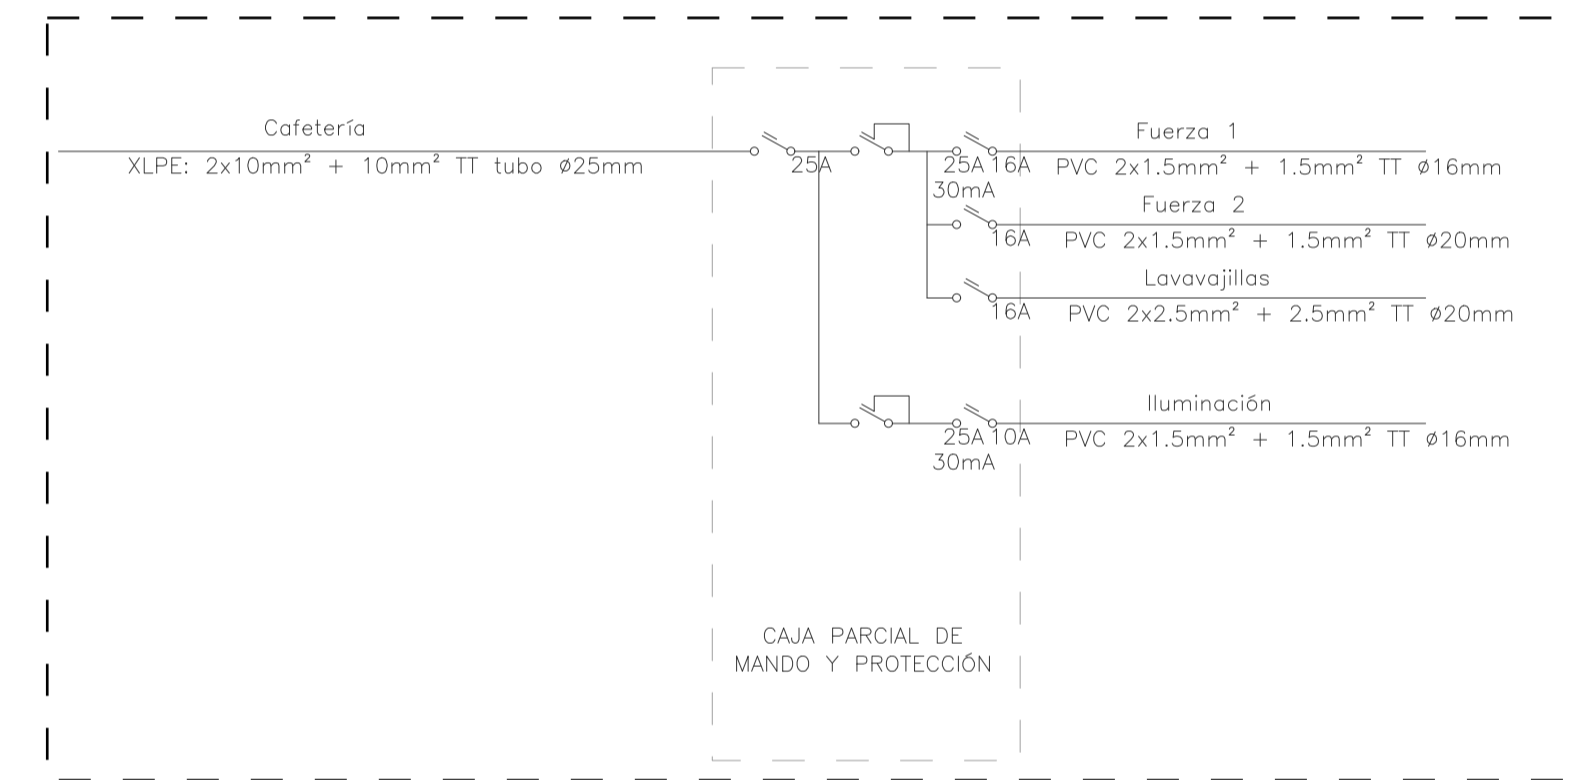 Cafetería
XLPE: 2x10mm² + 10mm² TT tubo ø25mm
25A
25A 16A
30mA
Fuerza 1
PVC 2x1.5mm² + 1.5mm² TT ø16mm
Fuerza 2
16A PVC 2x1.5mm² + 1.5mm² TT ø20mm
Lavavajillas
16A PVC 2x2.5mm² + 2.5mm² TT ø20mm
Iluminación
25A 10A PVC 2x1.5mm² + 1.5mm² TT ø16mm
30mA
CAJA PARCIAL DE
MANDO Y PROTECCIÓN